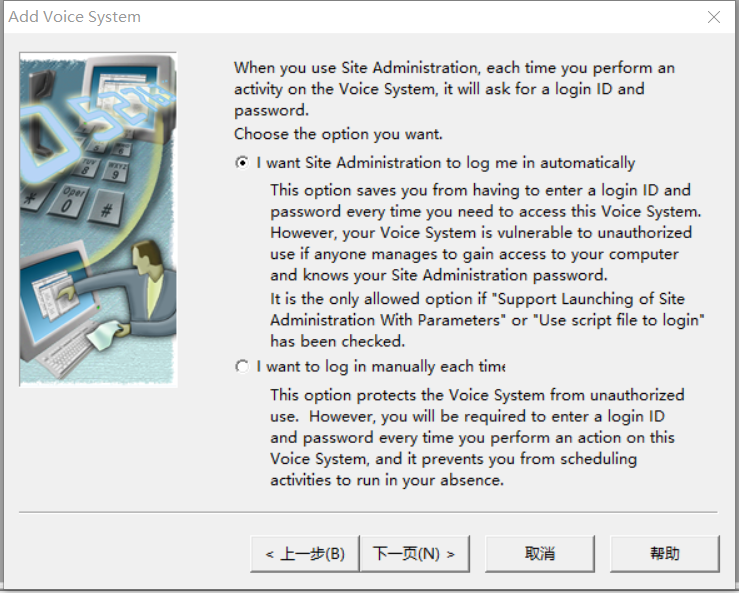 Add Voice System
When you use Site Administration, each time you perform an
activity on the Voice System, it will ask for a login ID and
password.
Choose the option you want.
I want Site Administration to log me in automatically
This option saves you from having to enter a login ID and
password every time you need to access this Voice System.
However, your Voice System is vulnerable to unauthorized
use if anyone manages to gain access to your computer
and knows your Site Administration password.
It is the only allowed option if "Support Launching of Site
Administration With Parameters" or "Use script file to login"
has been checked.
I want to log in manually each time
This option protects the Voice System from unauthorized
use.  However, you will be required to enter a login ID
and password every time you perform an action on this
Voice System, and it prevents you from scheduling
activities to run in your absence.
< 上一步(B) 下一页(N) > 取消 帮助